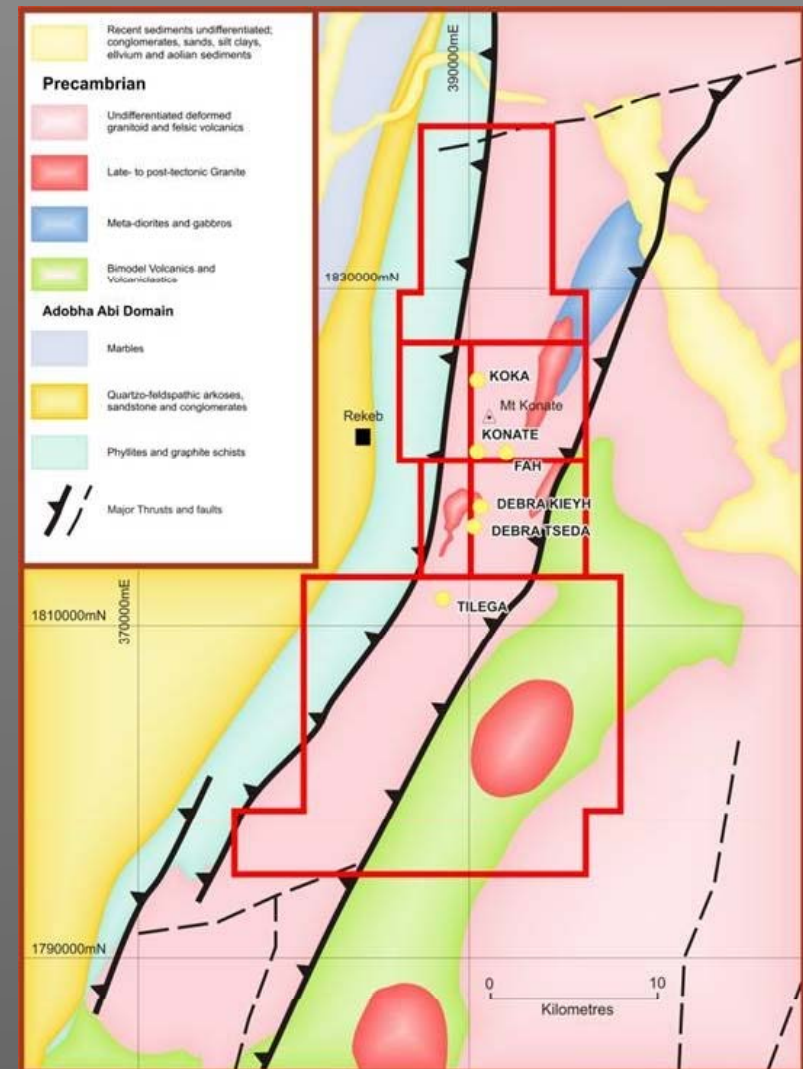 Recent sediments undifferentiated;
conglomerates, sands, silt clays,
ellvium and aolian sediments
Precambrian
Undifferentiated deformed
granitoid and felsic volcanics
Late- to post-tectonic Granite
Meta-diorites and gabbros
Bimodel Volcanics and
Volcaniclastics
Adobha Abi Domain
Marbles
Quartzo-feldspathic arkoses,
sandstone and conglomerates
Phyllites and graphite schists
Major Thrusts and faults
390000mE
1830000mN
KOKA
Mt Konate
Rekeb
KONATE
FAH
DEBRA KIEYH
DEBRA TSEDA
TILEGA
370000mE
1810000mN
1790000mN
0 10
Kilometres